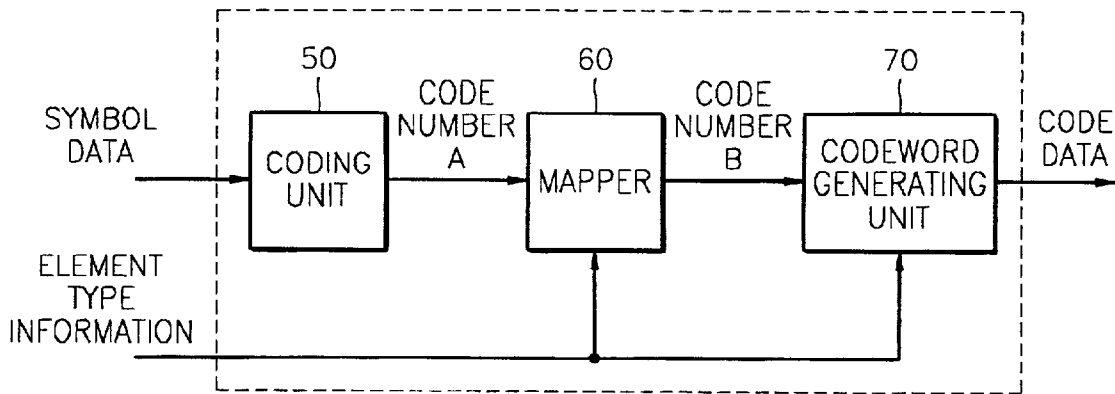 50
60
70
SYMBOL
DATA
CODING
UNIT
CODE
NUMBER
A
MAPPER
CODE
NUMBER
B
CODEWORD
GENERATING
UNIT
CODE
DATA
ELEMENT
TYPE
INFORMATION